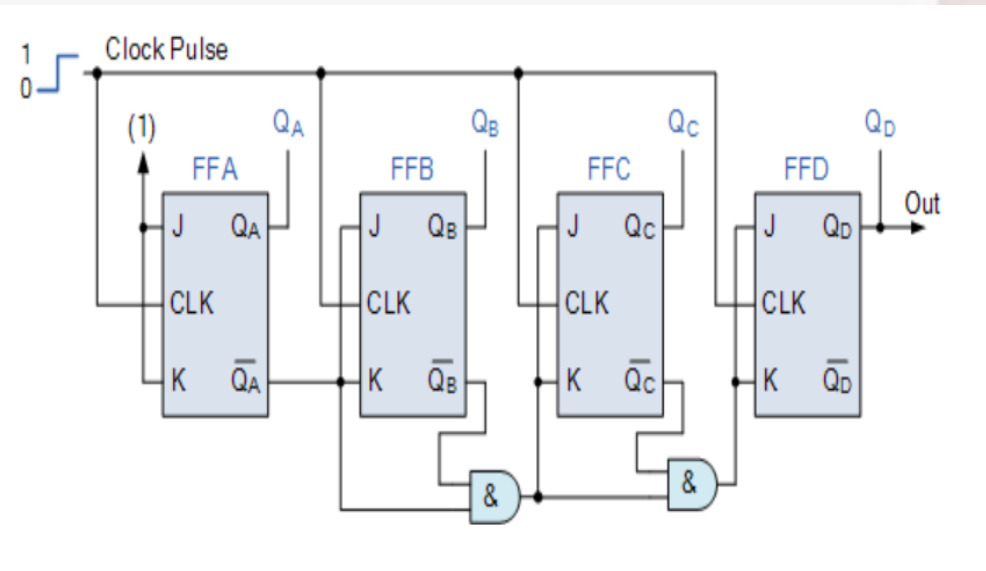 1 Clock Pulse
0
(1) QA QB QC QD
FFA FFB FFC FFD
J QA J QB J QC J QD Out
CLK CLK CLK CLK
K Q̅A K Q̅B K Q̅C K Q̅D
& &